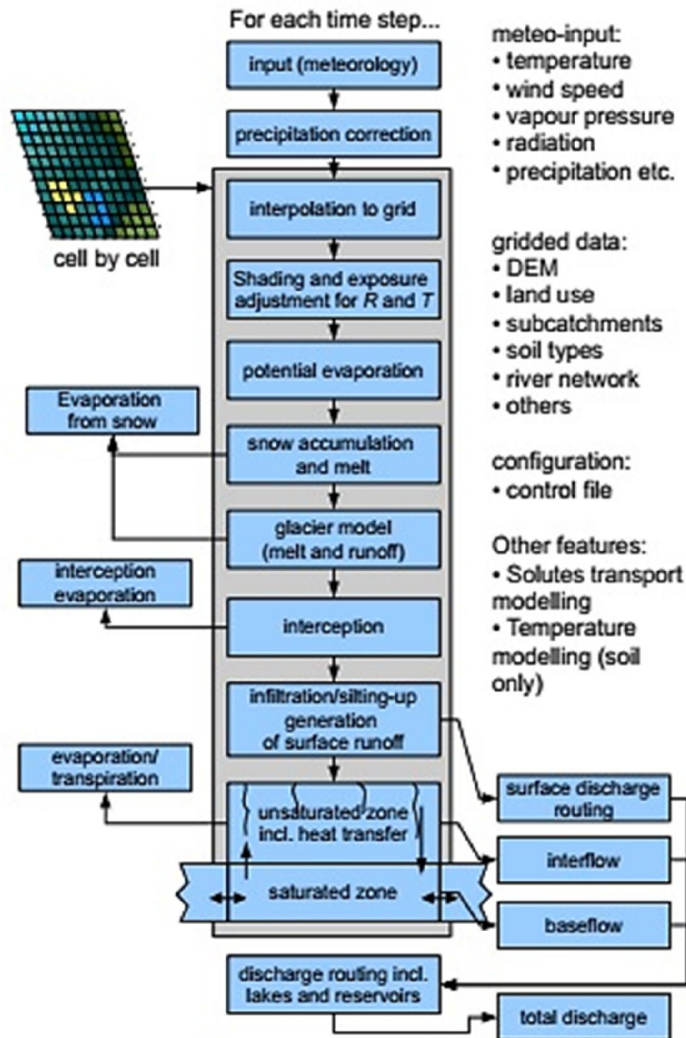 For each time step...
input (meteorology)
precipitation correction
cell by cell
interpolation to grid
Shading and exposure
adjustment for R and T
potential evaporation
Evaporation
from snow
snow accumulation
and melt
glacier model
(melt and runoff)
interception
evaporation
interception
infiltration/silting-up
generation
of surface runoff
evaporation/
transpiration
unsaturated zone
incl. heat transfer
saturated zone
surface discharge
routing
interflow
baseflow
discharge routing incl.
lakes and reservoirs
total discharge
meteo-input:
• temperature
• wind speed
• vapour pressure
• radiation
• precipitation etc.
gridded data:
• DEM
• land use
• subcatchments
• soil types
• river network
• others
configuration:
• control file
Other features:
• Solutes transport
modelling
• Temperature
modelling (soil
only)